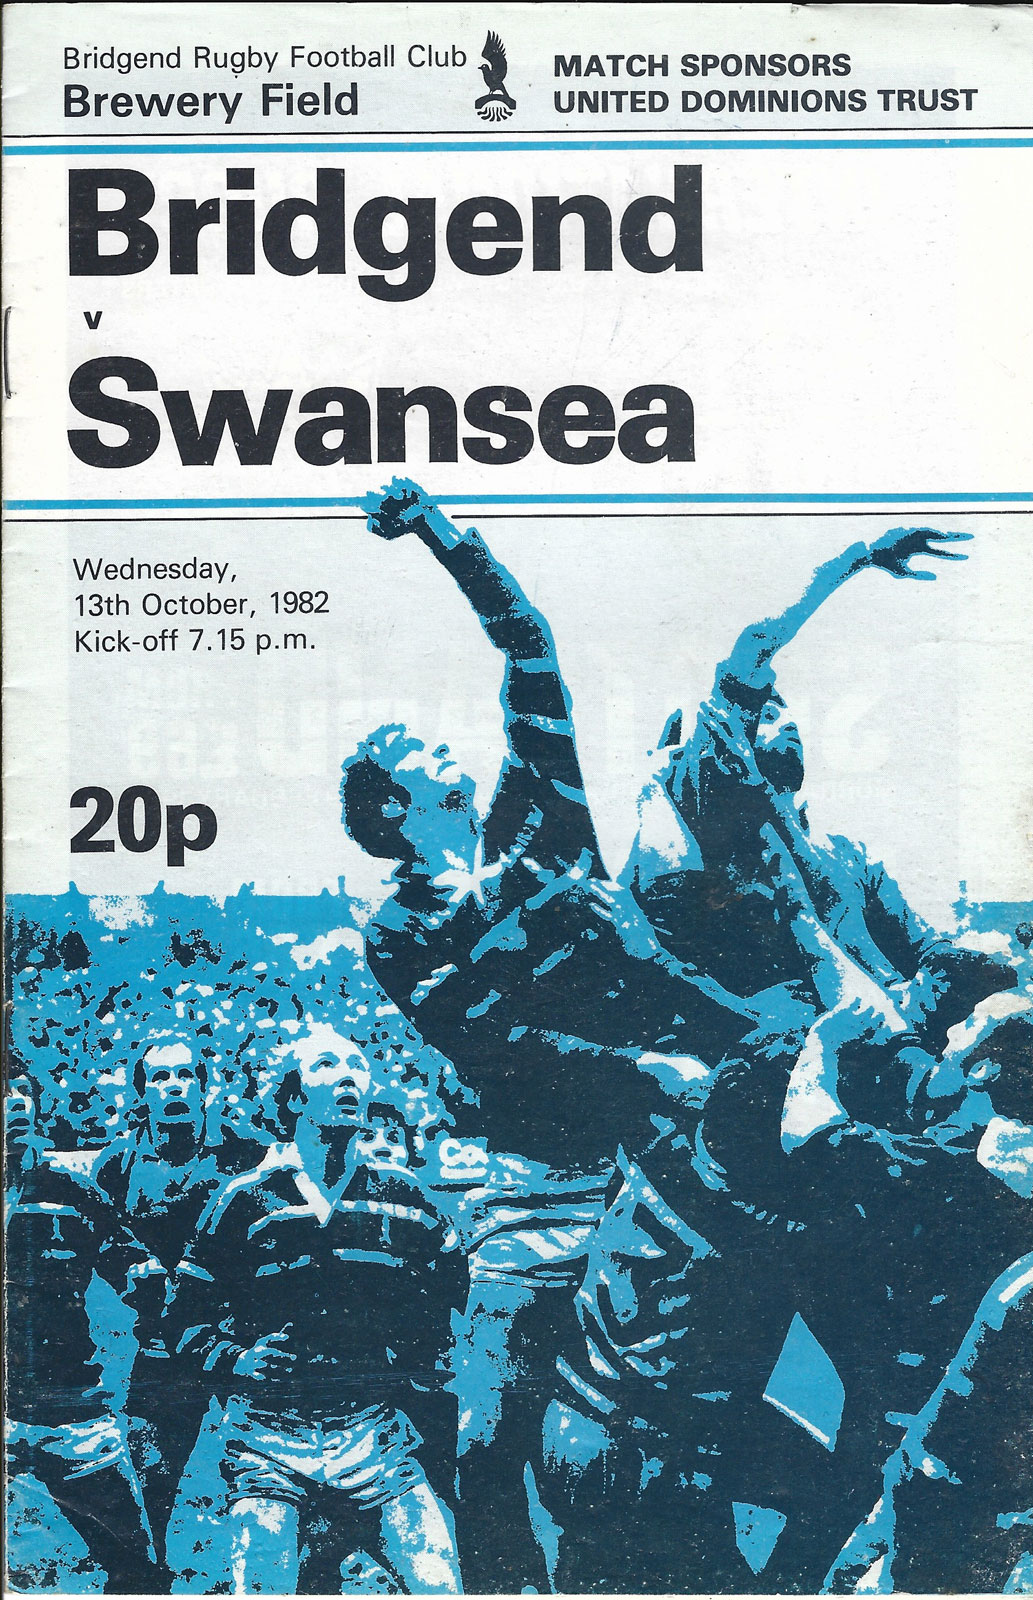 Bridgend Rugby Football Club
Brewery Field
MATCH SPONSORS
UNITED DOMINIONS TRUST
Bridgend
v
Swansea
Wednesday,
13th October, 1982
Kick-off 7.15 p.m.
20p